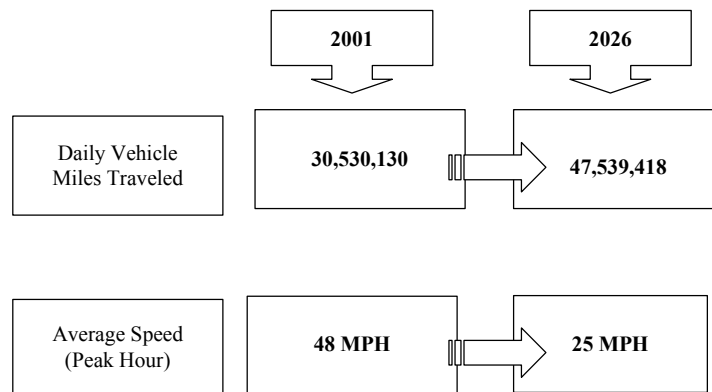 2001
2026
Daily Vehicle
Miles Traveled
30,530,130
47,539,418
Average Speed
(Peak Hour)
48 MPH
25 MPH